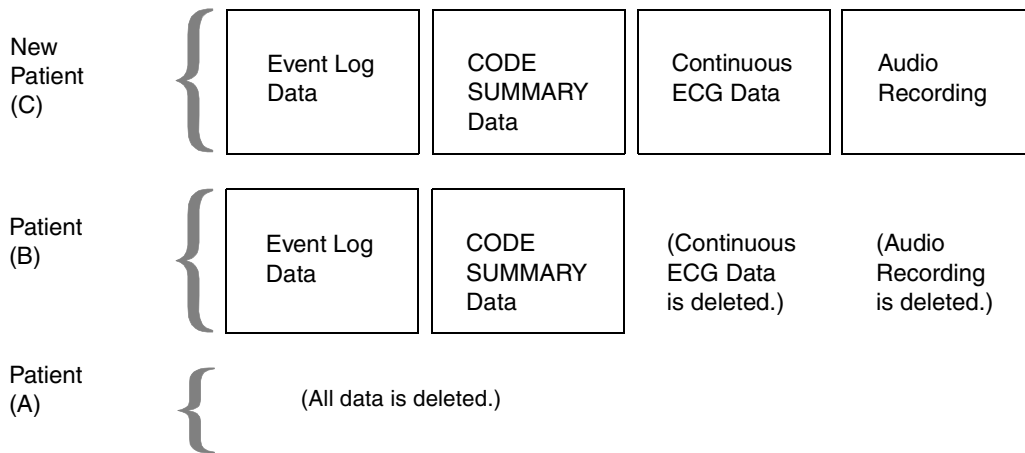 New
Patient
(C)
Event Log
Data
CODE
SUMMARY
Data
Continuous
ECG Data
Audio
Recording
Patient
(B)
Event Log
Data
CODE
SUMMARY
Data
(Continuous
ECG Data
is deleted.)
(Audio
Recording
is deleted.)
Patient
(A)
(All data is deleted.)